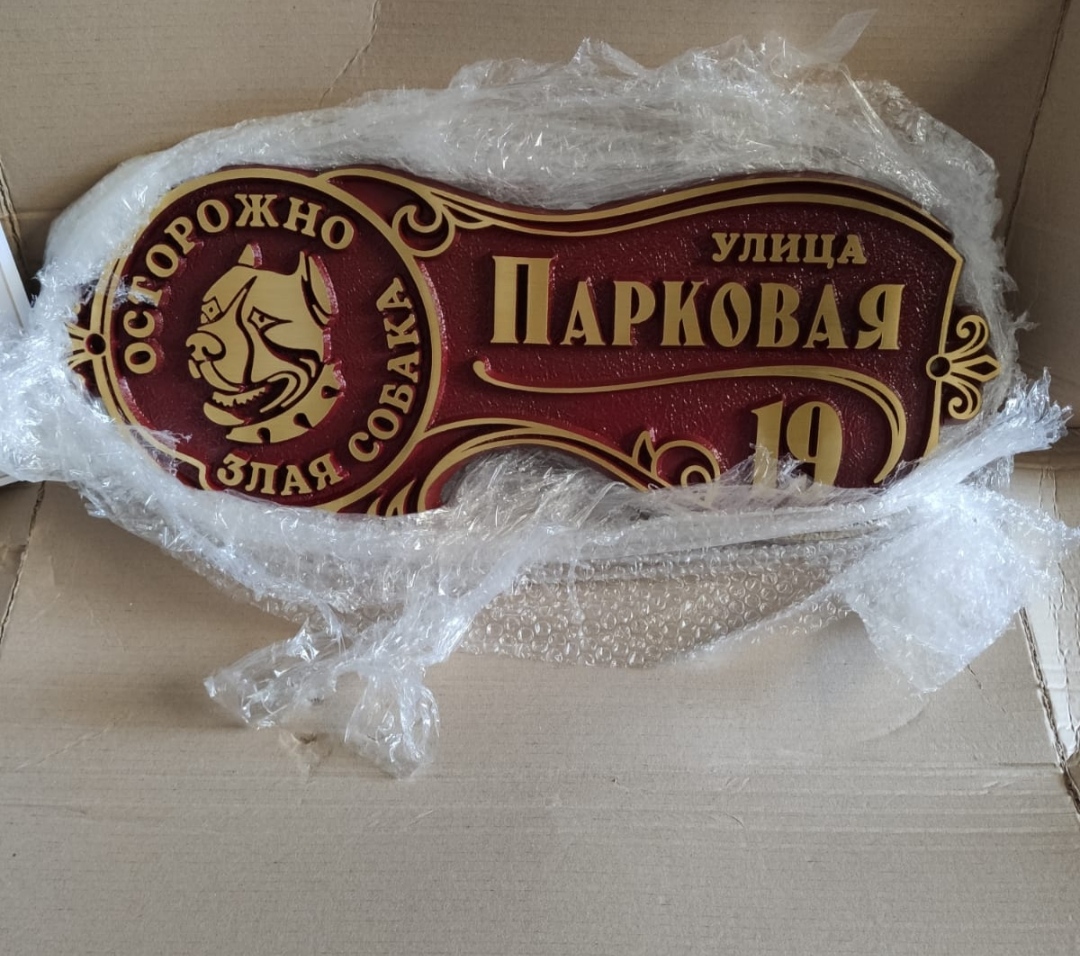 ОСТОРОЖНО
ЗЛАЯ СОБАКА
УЛИЦА
ПАРКОВАЯ
19